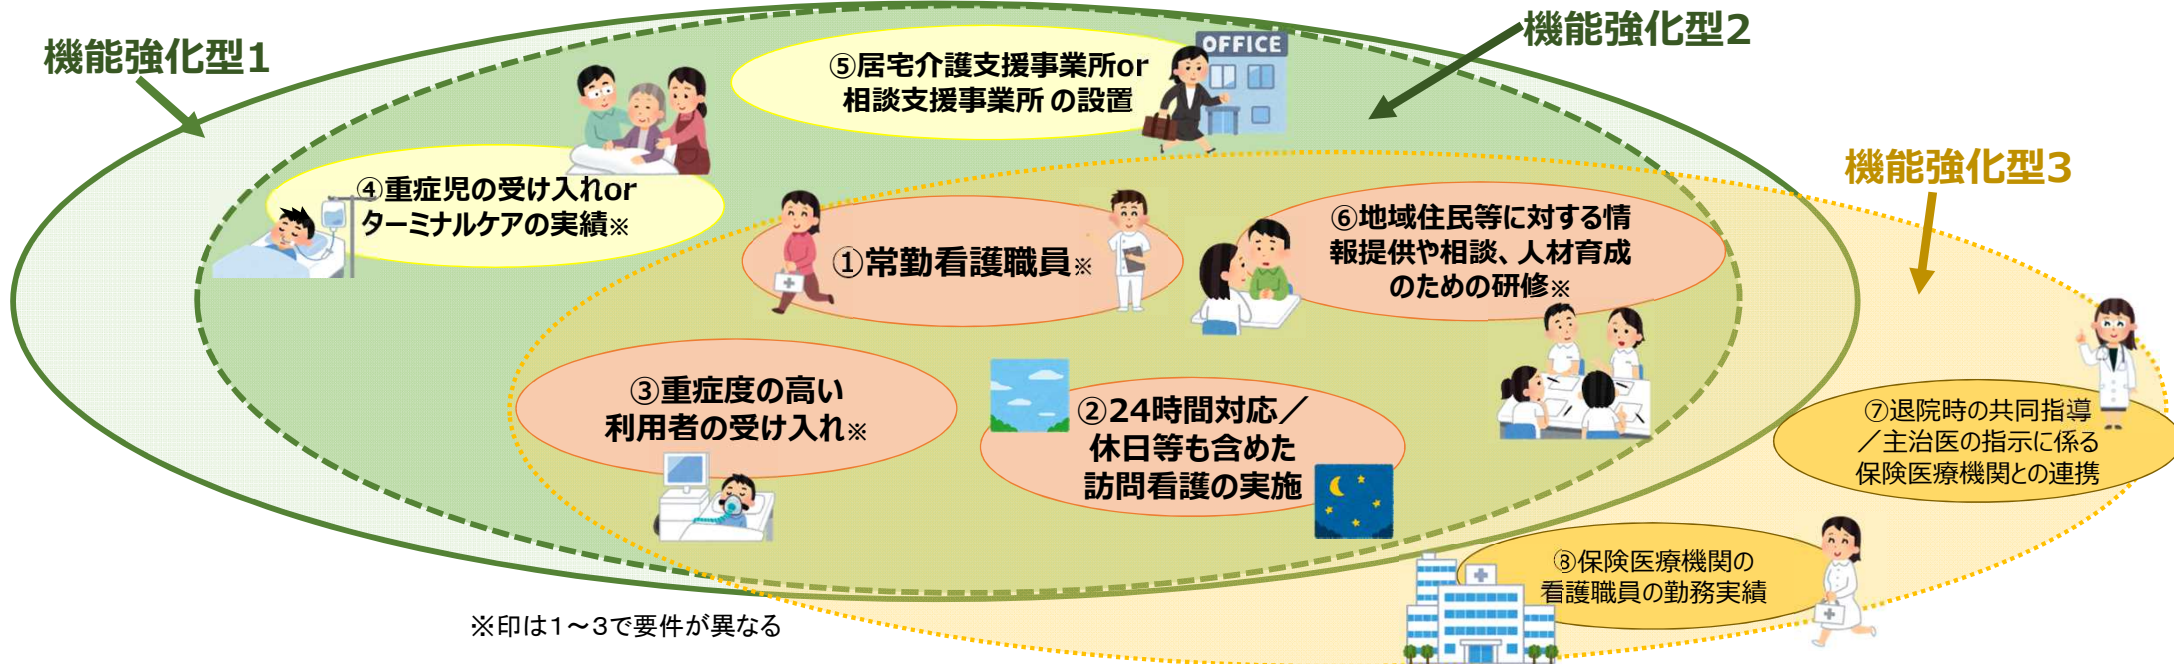 機能強化型1
機能強化型2
機能強化型3
⑤居宅介護支援事業所or
相談支援事業所 の設置
OFFICE
④重症児の受け入れor
ターミナルケアの実績※
①常勤看護職員※
⑥地域住民等に対する情
報提供や相談、人材育成
のための研修※
③重症度の高い
利用者の受け入れ※
②24時間対応／
休日等も含めた
訪問看護の実施
⑦退院時の共同指導
／主治医の指示に係る
保険医療機関との連携
⑧保険医療機関の
看護職員の勤務実績
※印は１～３で要件が異なる